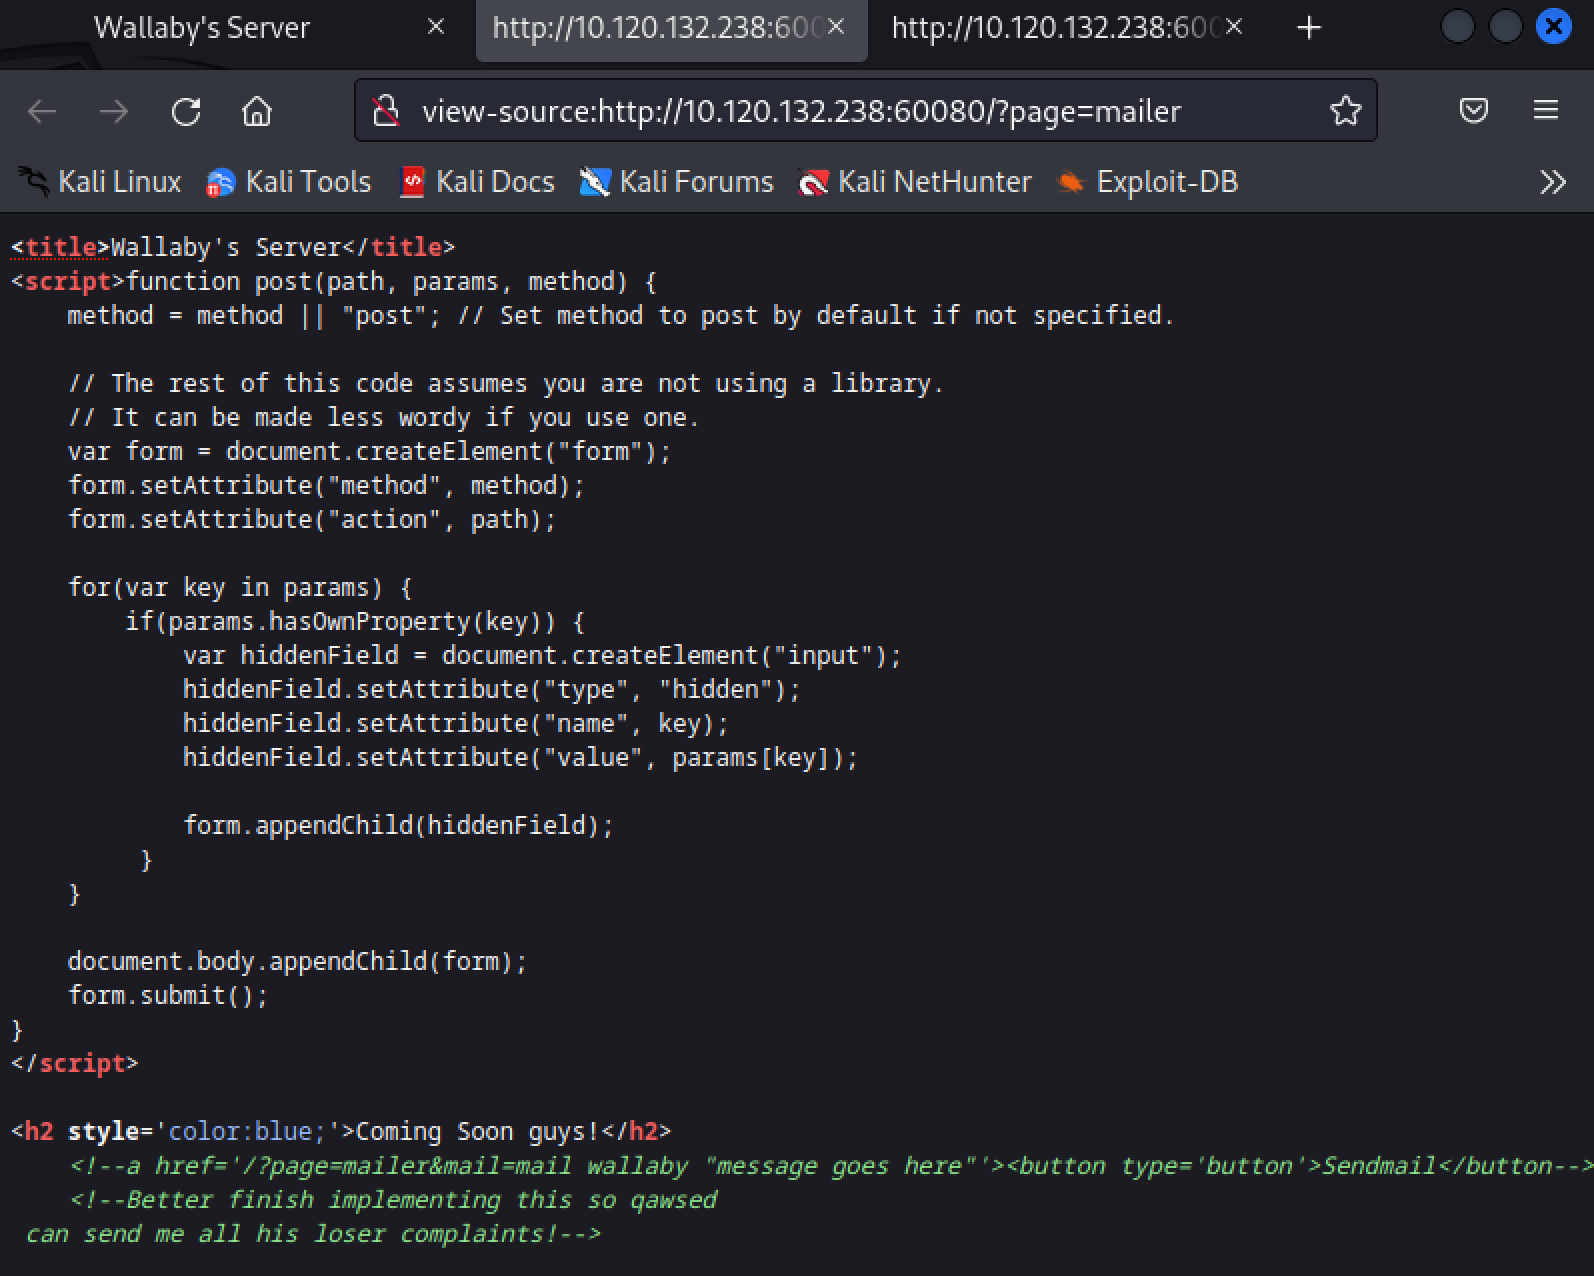 Wallaby's Server http://10.120.132.238:600 http://10.120.132.238:600
view-source:http://10.120.132.238:60080/?page=mailer
Kali Linux Kali Tools Kali Docs Kali Forums Kali NetHunter Exploit-DB
<title>Wallaby's Server</title>
<script>function post(path, params, method) {
    method = method || "post"; // Set method to post by default if not specified.
    // The rest of this code assumes you are not using a library.
    // It can be made less wordy if you use one.
    var form = document.createElement("form");
    form.setAttribute("method", method);
    form.setAttribute("action", path);
    for(var key in params) {
        if(params.hasOwnProperty(key)) {
            var hiddenField = document.createElement("input");
            hiddenField.setAttribute("type", "hidden");
            hiddenField.setAttribute("name", key);
            hiddenField.setAttribute("value", params[key]);
            form.appendChild(hiddenField);
         }
    }
    document.body.appendChild(form);
    form.submit();
}
</script>
<h2 style='color:blue;'>Coming Soon guys!</h2>
    <!--a href='/?page=mailer&mail=mail wallaby "message goes here"'><button type='button'>Sendmail</button-->
    <!--Better finish implementing this so qawsed
 can send me all his loser complaints!-->